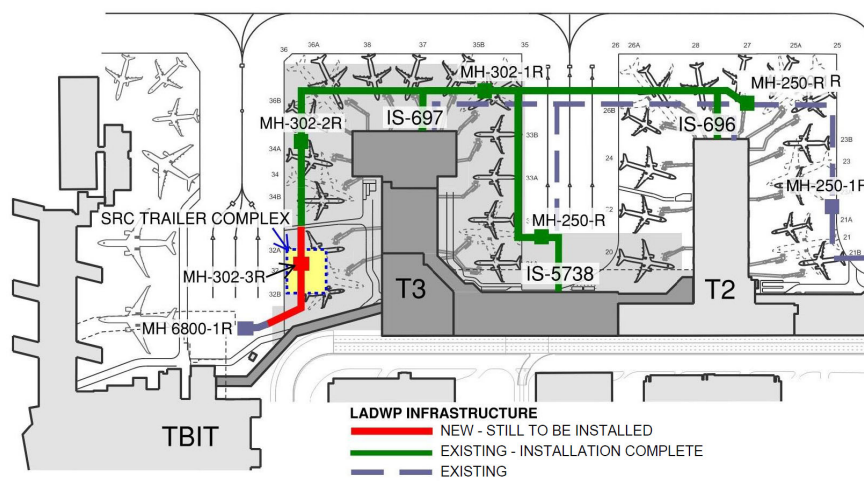 36
36A
38
37
35B
35
26
26A
28
27
25A
25
MH-302-1R
MH-250-R
R
36B
MH-302-2R
IS-697
26B
IS-696
34A
33B
23B
34
33A
24
23
34B
22
MH-250-1R
SRC TRAILER COMPLEX
MH-250-R
21A
21
32A
20
21B
MH-302-3R
32
IS-5738
32B
T3
T2
MH 6800-1R
TBIT
LADWP INFRASTRUCTURE
NEW - STILL TO BE INSTALLED
EXISTING - INSTALLATION COMPLETE
EXISTING